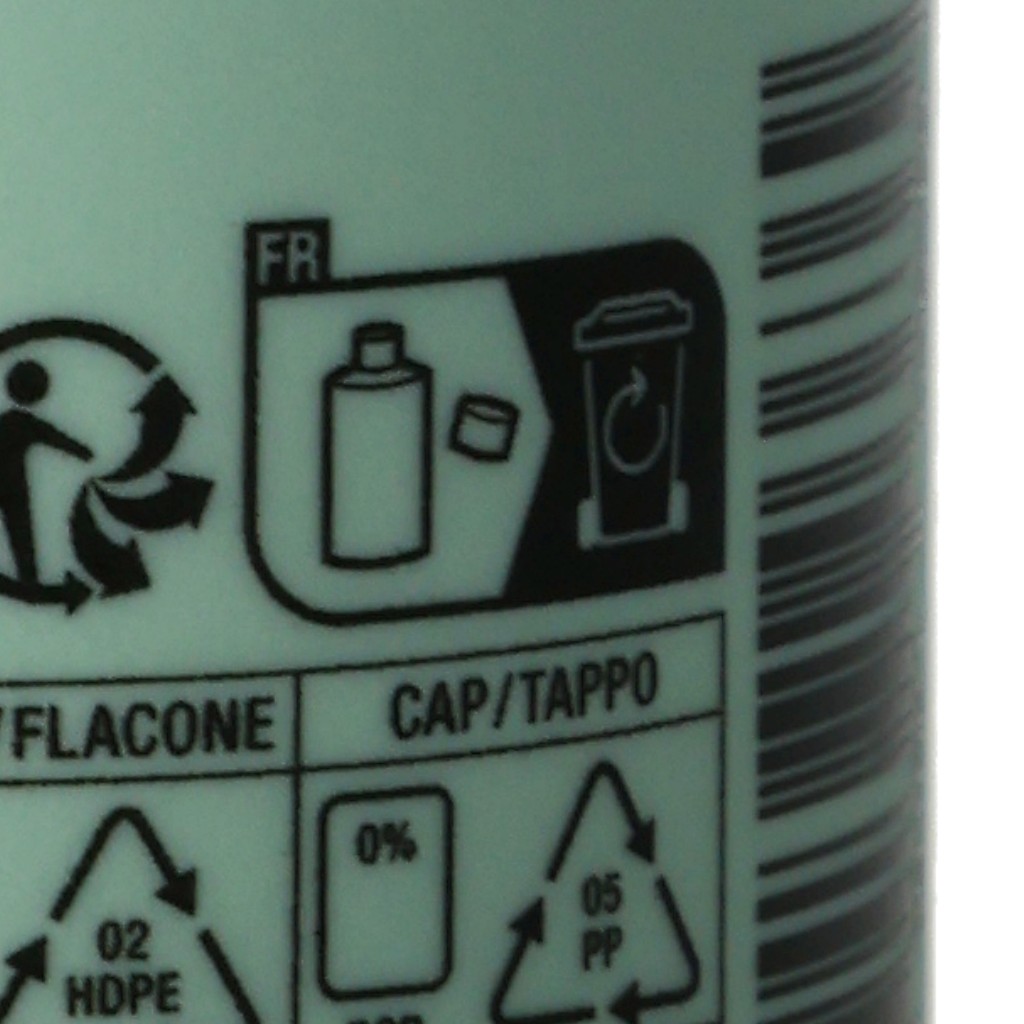 FR
/FLACONE
CAP/TAPPO
0%
05
PP
02
HDPE